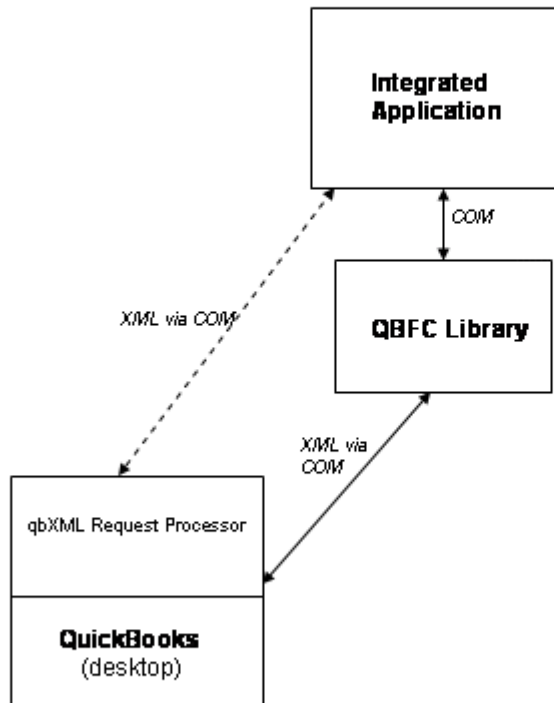 Integrated
Application
COM
XML via COM
QBFC Library
XML via
COM
qbXML Request Processor
QuickBooks
(desktop)